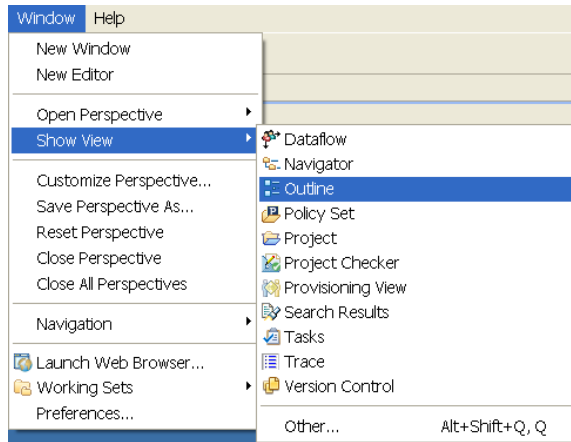 Window Help
New Window
New Editor
Open Perspective
Show View
Customize Perspective...
Save Perspective As...
Reset Perspective
Close Perspective
Close All Perspectives
Navigation
Launch Web Browser...
Working Sets
Preferences...
Dataflow
Navigator
Outline
Policy Set
Project
Project Checker
Provisioning View
Search Results
Tasks
Trace
Version Control
Other... Alt+Shift+Q, Q